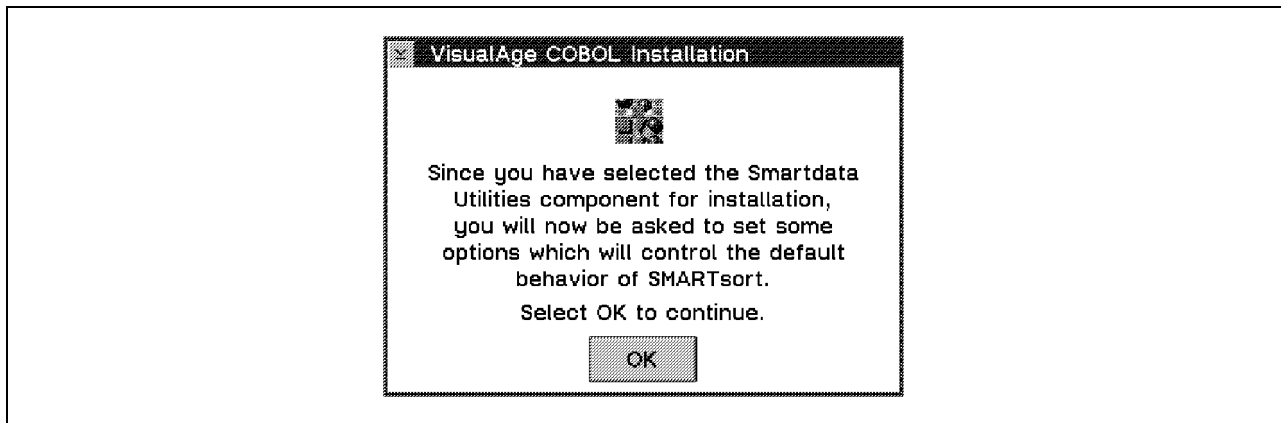 VisualAge COBOL Installation
Since you have selected the Smartdata
Utilities component for installation,
you will now be asked to set some
options which will control the default
behavior of SMARTsort.
Select OK to continue.
OK